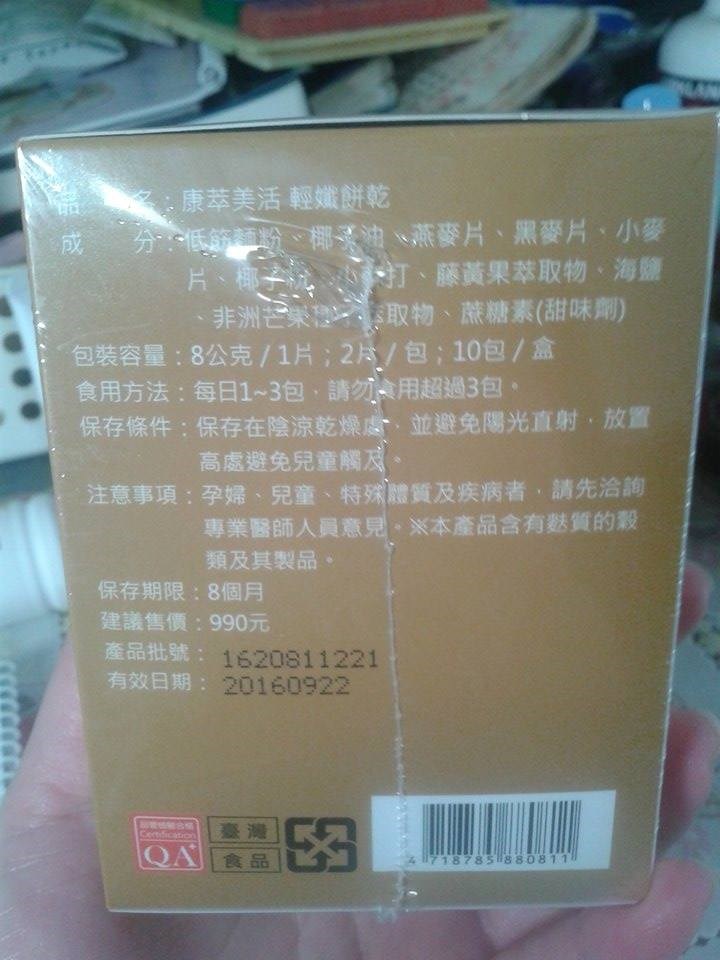 品 名：康萃美活 輕孅餅乾
成 分：低筋麵粉、椰子油、燕麥片、黑麥片、小麥
片、椰子粉、小蘇打、藤黃果萃取物、海鹽
、非洲芒果籽萃取物、蔗糖素(甜味劑)
包裝容量：8公克/1片；2片/包；10包/盒
食用方法：每日1~3包，請勿食用超過3包。
保存條件：保存在陰涼乾燥處，並避免陽光直射，放置
高處避免兒童觸及。
注意事項：孕婦、兒童、特殊體質及疾病者，請先洽詢
專業醫師人員意見。※本產品含有麩質的穀
類及其製品。
保存期限：8個月
建議售價：990元
產品批號：1620811221
有效日期：20160922
Certification
QA+
臺灣
食品
4 718785 880811